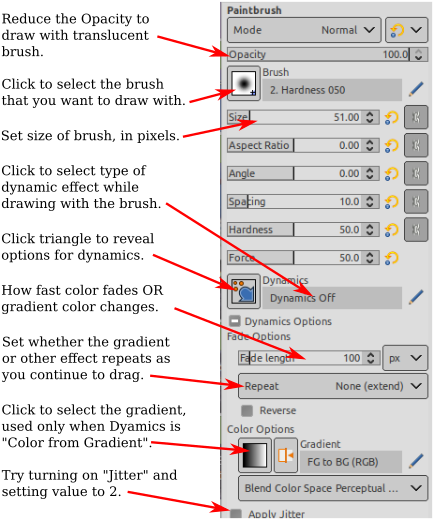 Reduce the Opacity to
draw with translucent
brush.
Click to select the brush
that you want to draw with.
Set size of brush, in pixels.
Click to select type of
dynamic effect while
drawing with the brush.
Click triangle to reveal
options for dynamics.
How fast color fades OR
gradient color changes.
Set whether the gradient
or other effect repeats as
you continue to drag.
Click to select the gradient,
used only when Dyamics is
"Color from Gradient".
Try turning on "Jitter" and
setting value to 2.
Paintbrush
Mode Normal
Opacity 100.0
Brush
2. Hardness 050
Size 51.00
Aspect Ratio 0.00
Angle 0.00
Spacing 10.0
Hardness 50.0
Force 50.0
Dynamics
Dynamics Off
Dynamics Options
Fade Options
Fade length 100 px
Repeat None (extend)
Reverse
Color Options
Gradient
FG to BG (RGB)
Blend Color Space Perceptual ...
Apply Jitter